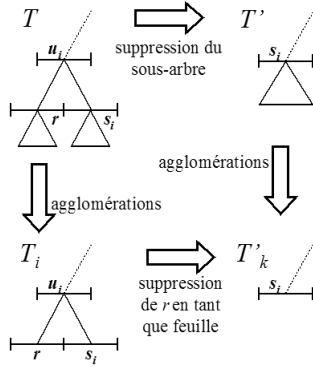 T
T'
u_i
suppression du
sous-arbre
s_i
r
s_i
agglomérations
agglomérations
T_i
T'_k
u_i
suppression
de r en tant
que feuille
s_i
r
s_i